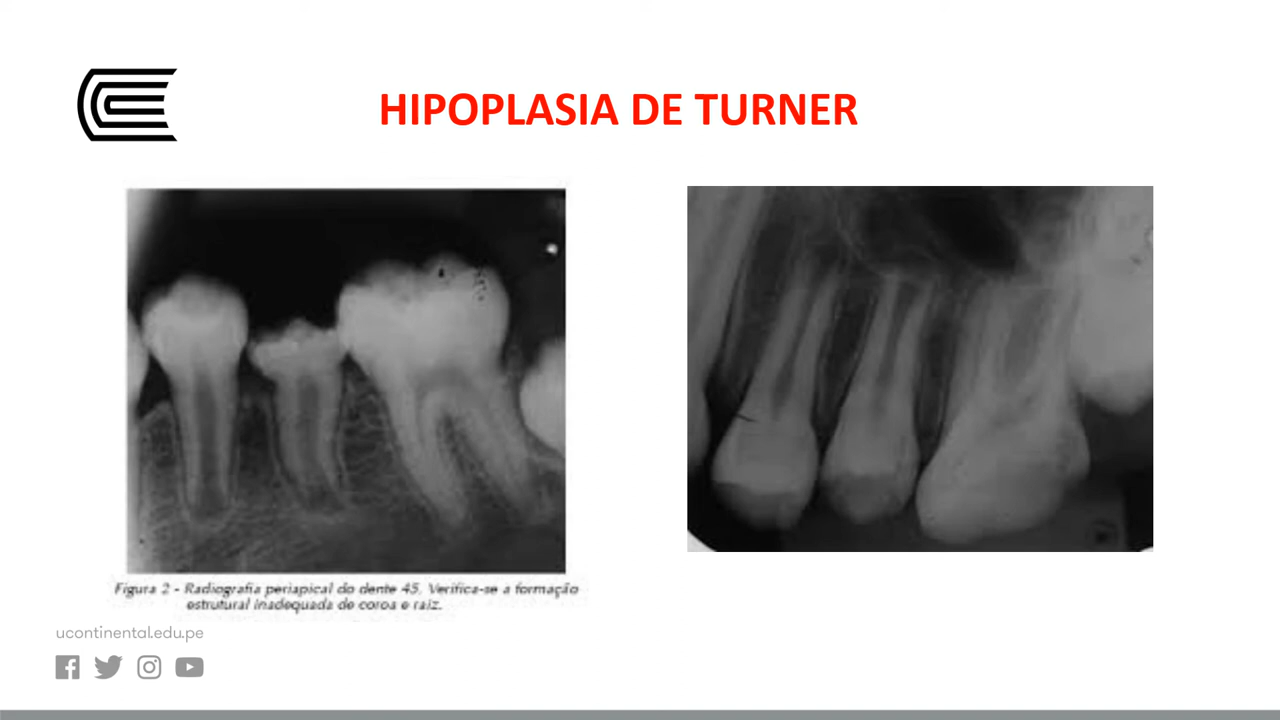 HIPOPLASIA DE TURNER
Figura 2 - Radiografia periapical do dente 45. Verifica-se a formação
estrutural inadequada de coroa e raiz.
ucontinental.edu.pe